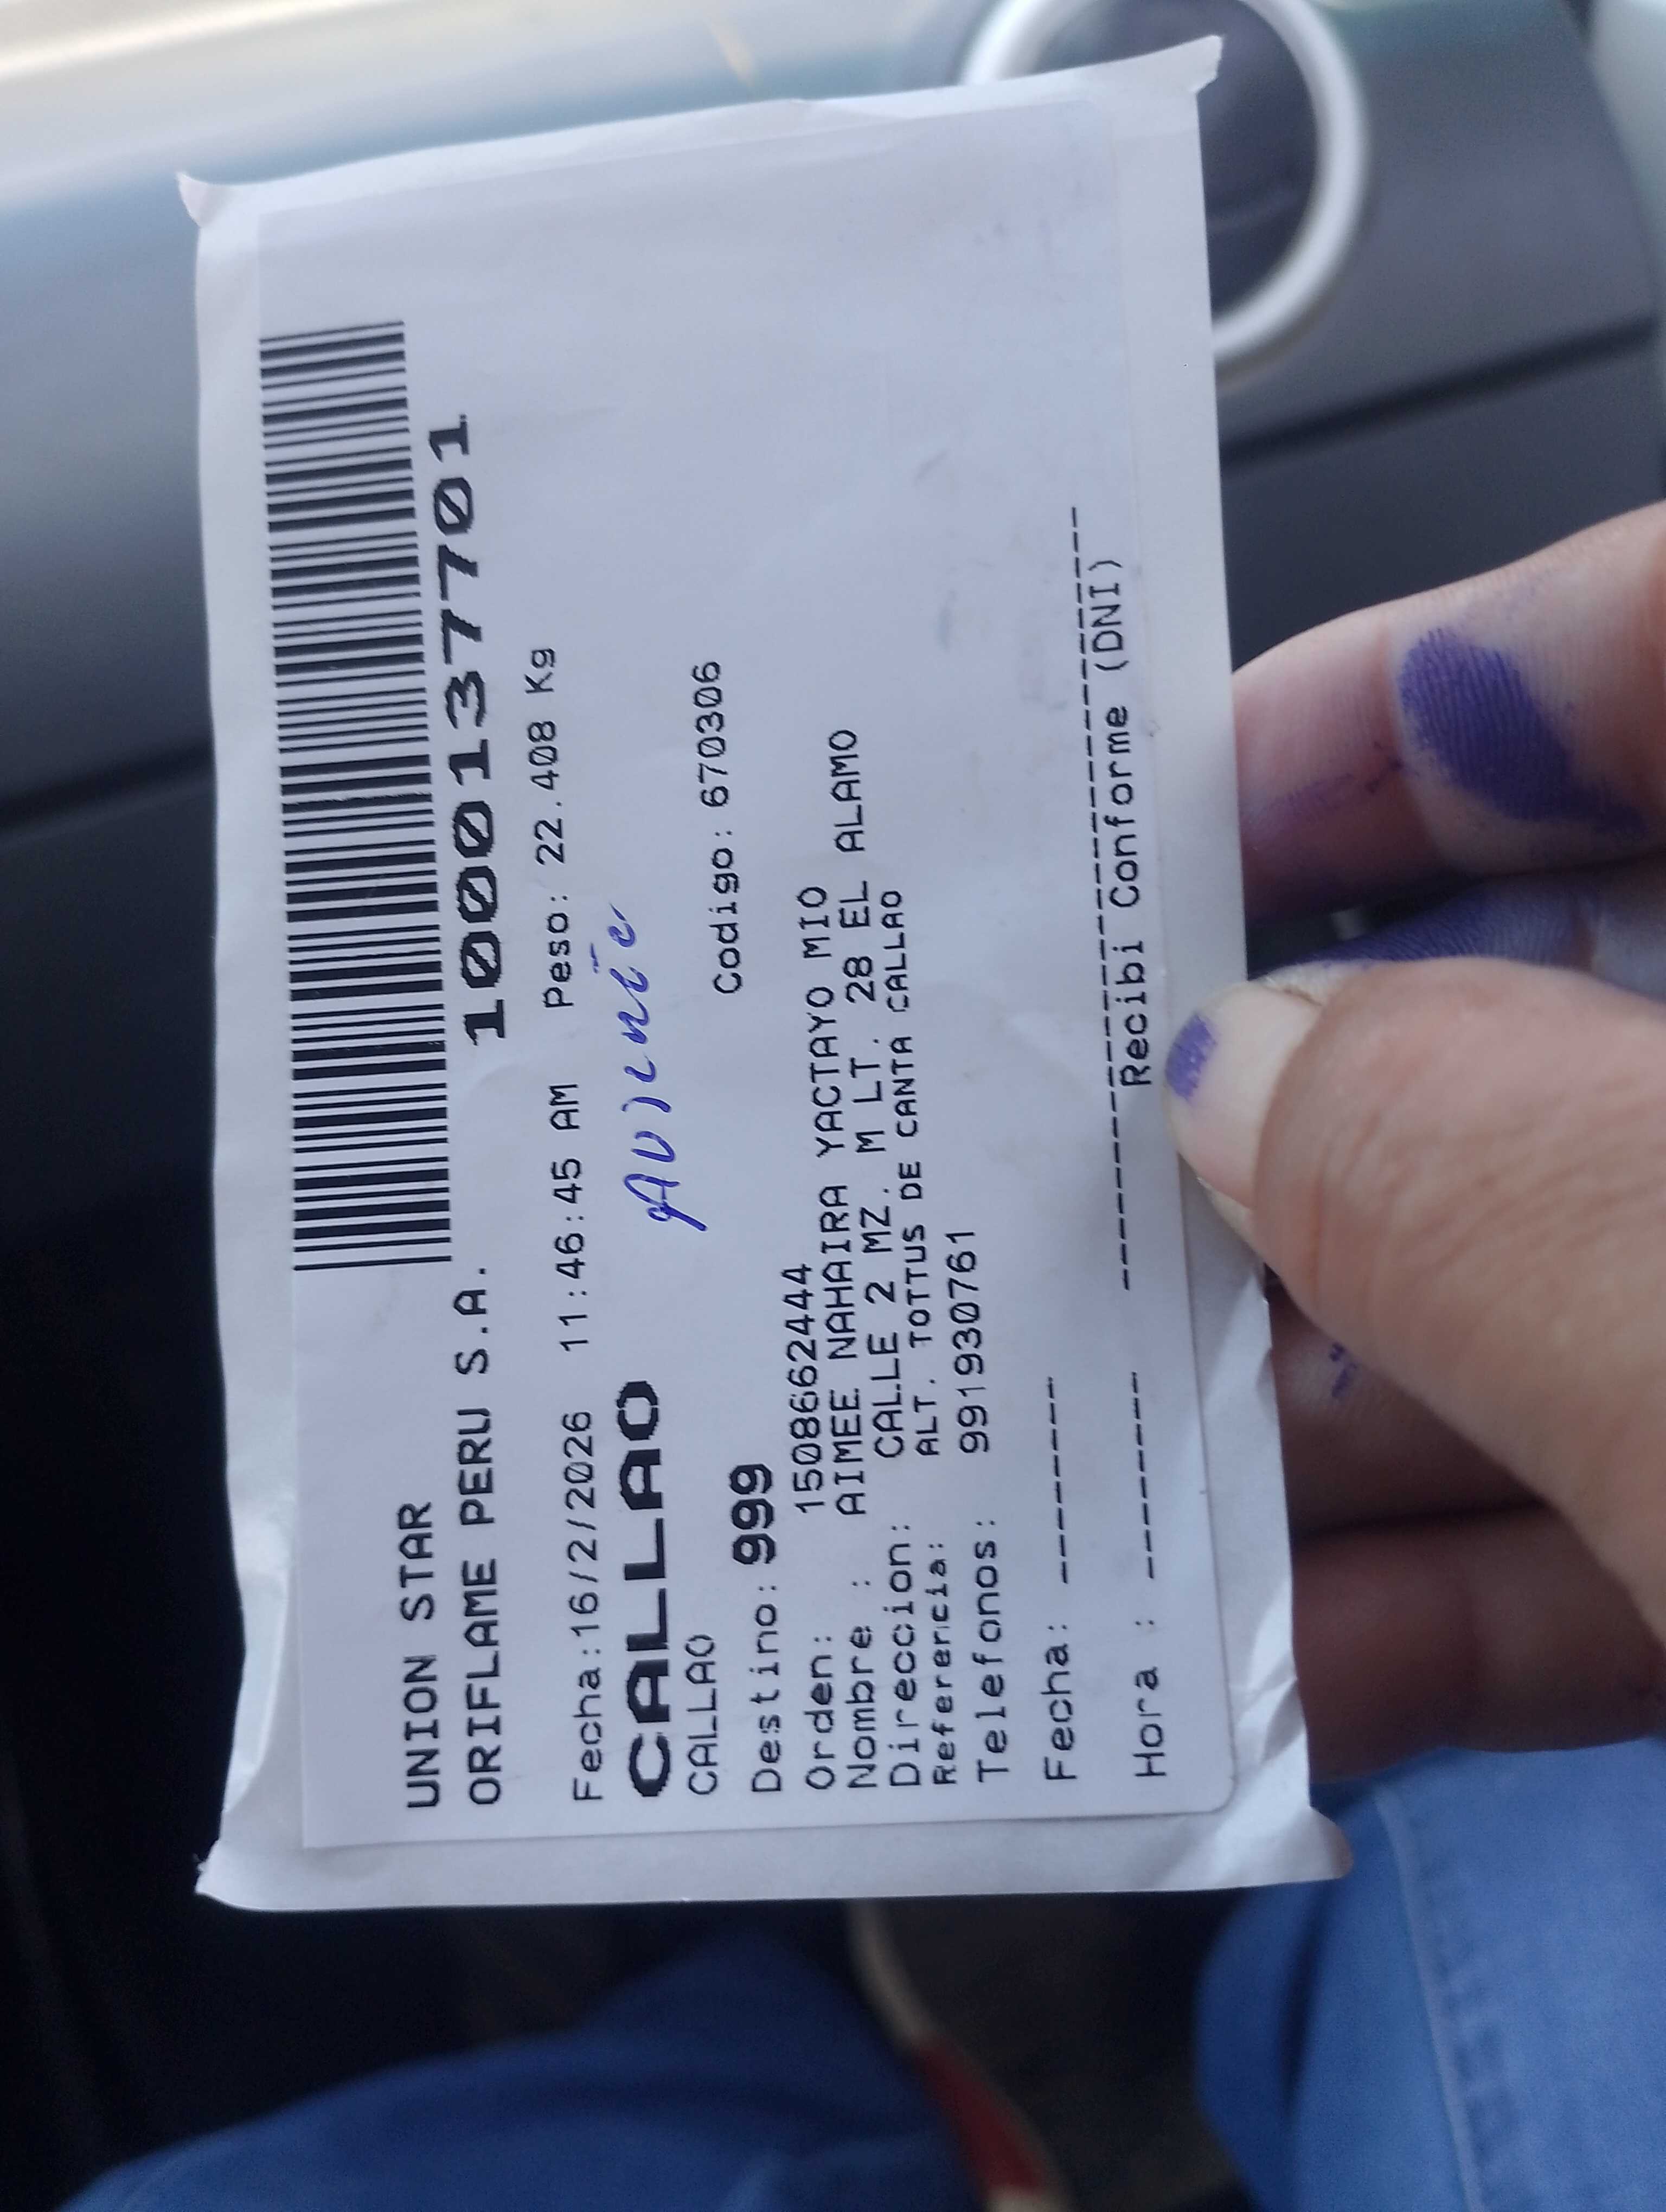 UNION STAR
ORIFLAME PERU S.A. 10001377701
Fecha:16/2/2026 11:46:45 AM Peso: 22.408 Kg
CALLAO
CALLAO
Codigo: 670306
Destino: 999
Orden: 1508662444
Nombre : AIMEE NAHAIRA YACTAYO MIO
Direccion: CALLE 2 MZ. M LT. 28 EL ALAMO
Referencia: ALT. TOTTUS DE CANTA CALLAO
Telefonos: 991930761
Fecha: -------
Hora : ------- Recibi Conforme (DNI)